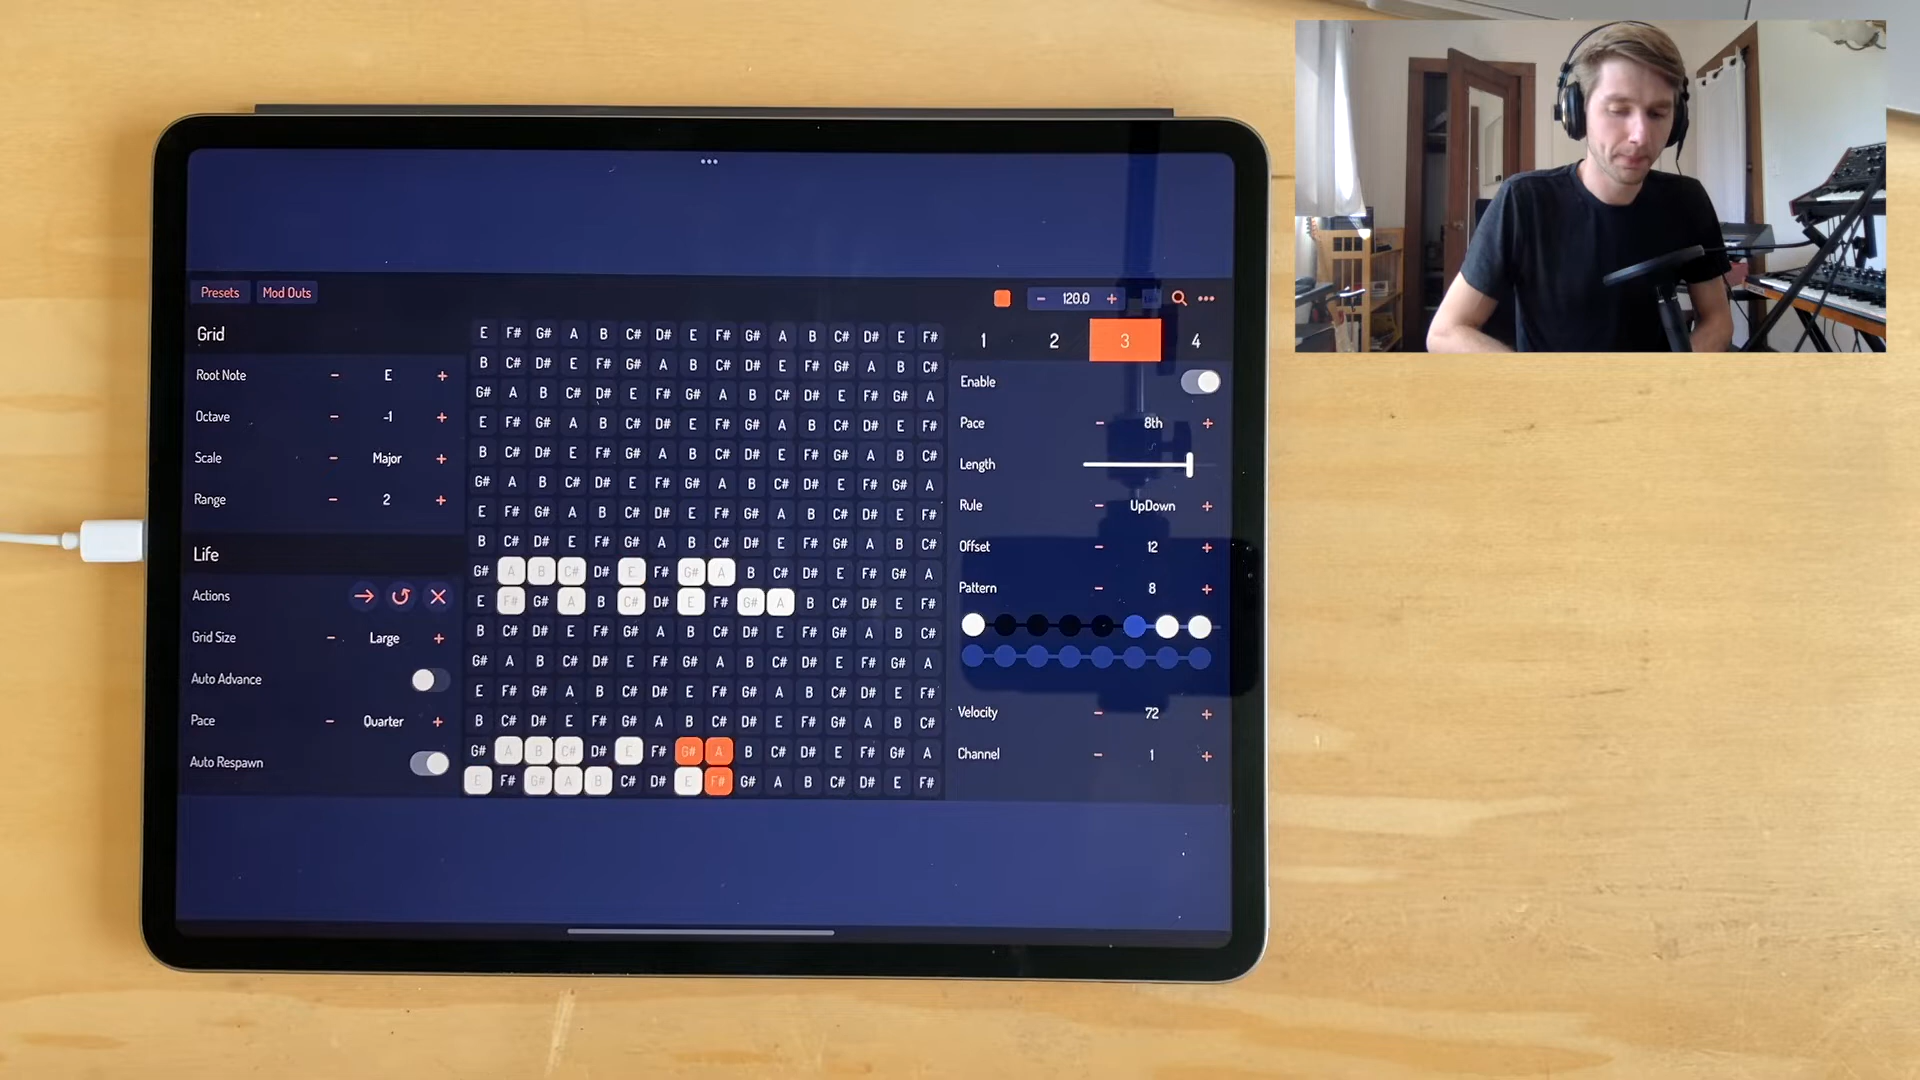 Presets Mod Outs
- 120.0 +
Grid
Root Note - E +
Octave - -1 +
Scale - Major +
Range - 2 +
Life
Actions
Grid Size - Large +
Auto Advance
Pace - Quarter +
Auto Respawn
E F# G# A B C# D# E F# G# A B C# D# E F#
B C# D# E F# G# A B C# D# E F# G# A B C#
G# A B C# D# E F# G# A B C# D# E F# G# A
E F# G# A B C# D# E F# G# A B C# D# E F#
B C# D# E F# G# A B C# D# E F# G# A B C#
G# A B C# D# E F# G# A B C# D# E F# G# A
E F# G# A B C# D# E F# G# A B C# D# E F#
B C# D# E F# G# A B C# D# E F# G# A B C#
G# A B C# D# E F# G# A B C# D# E F# G# A
E F# G# A B C# D# E F# G# A B C# D# E F#
B C# D# E F# G# A B C# D# E F# G# A B C#
G# A B C# D# E F# G# A B C# D# E F# G# A
E F# G# A B C# D# E F# G# A B C# D# E F#
B C# D# E F# G# A B C# D# E F# G# A B C#
G# A B C# D# E F# G# A B C# D# E F# G# A
E F# G# A B C# D# E F# G# A B C# D# E F#
1 2 3 4
Enable
Pace - 8th +
Length
Rule - UpDown +
Offset - 12 +
Pattern - 8 +
Velocity - 72 +
Channel - 1 +